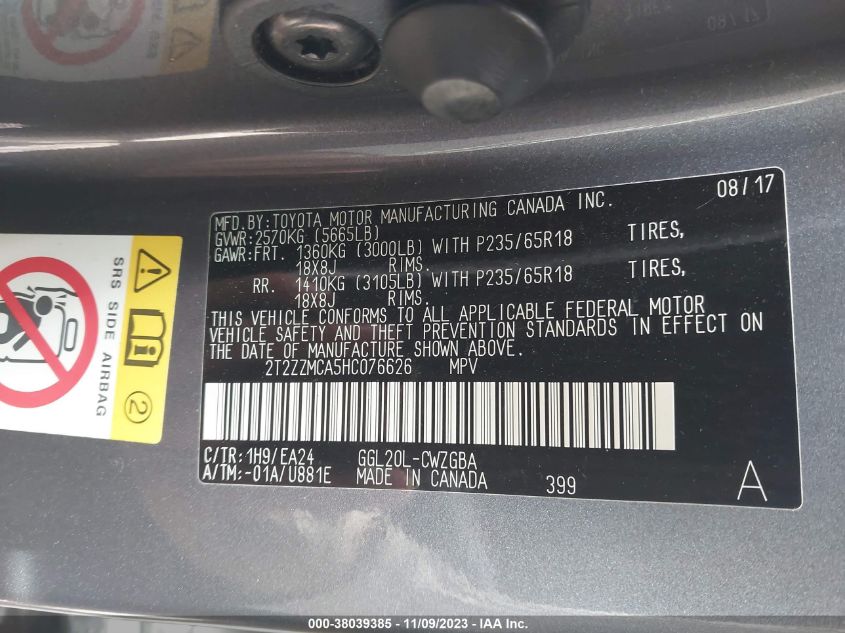 08/17
MFD.BY:TOYOTA MOTOR MANUFACTURING CANADA INC.
GVWR:2570KG (5665LB)
GAWR:FRT. 1360KG (3000LB) WITH P235/65R18 TIRES,
18X8J RIMS.
RR. 1410KG (3105LB) WITH P235/65R18 TIRES,
18X8J RIMS.
THIS VEHICLE CONFORMS TO ALL APPLICABLE FEDERAL MOTOR
VEHICLE SAFETY AND THEFT PREVENTION STANDARDS IN EFFECT ON
THE DATE OF MANUFACTURE SHOWN ABOVE.
2T2ZZMCA5HC076626 MPV
C/TR:1H9/EA24 GGL20L-CWZGBA
A/TM:-01A/U881E MADE IN CANADA 399 A
SRS SIDE AIRBAG
2
000-38039385 - 11/09/2023 - IAA Inc.